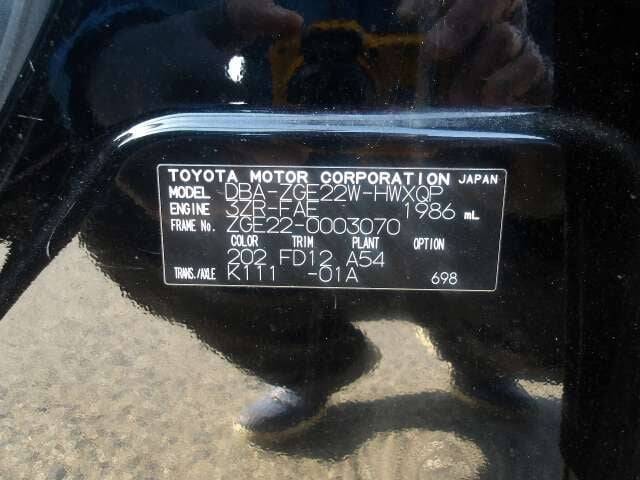 TOYOTA MOTOR CORPORATION JAPAN
MODEL DBA-ZGE22W-HWXQP
ENGINE 3ZR-FAE 1986 mL
FRAME No. ZGE22-0003070
COLOR TRIM PLANT OPTION
202 FD12 A54
TRANS./AXLE K111 -01A 698